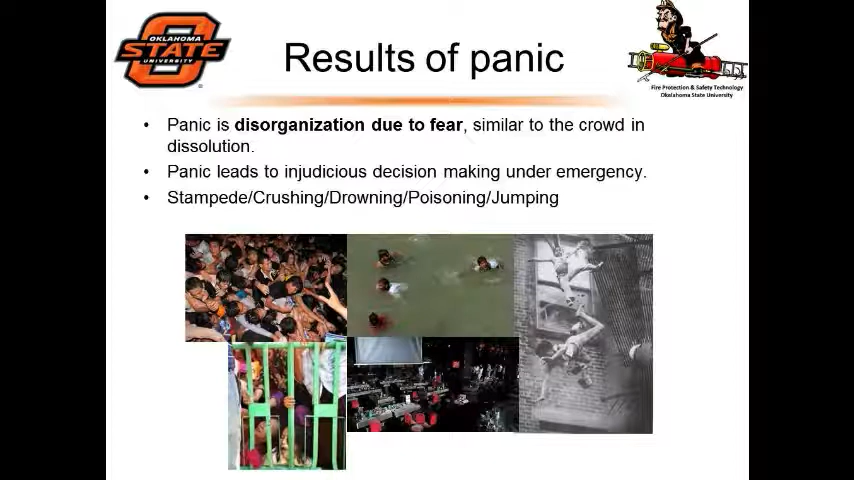 OKLAHOMA
STATE
UNIVERSITY
Results of panic
Fire Protection & Safety Technology
Oklahoma State University
• Panic is disorganization due to fear, similar to the crowd in
dissolution.
• Panic leads to injudicious decision making under emergency.
• Stampede/Crushing/Drowning/Poisoning/Jumping